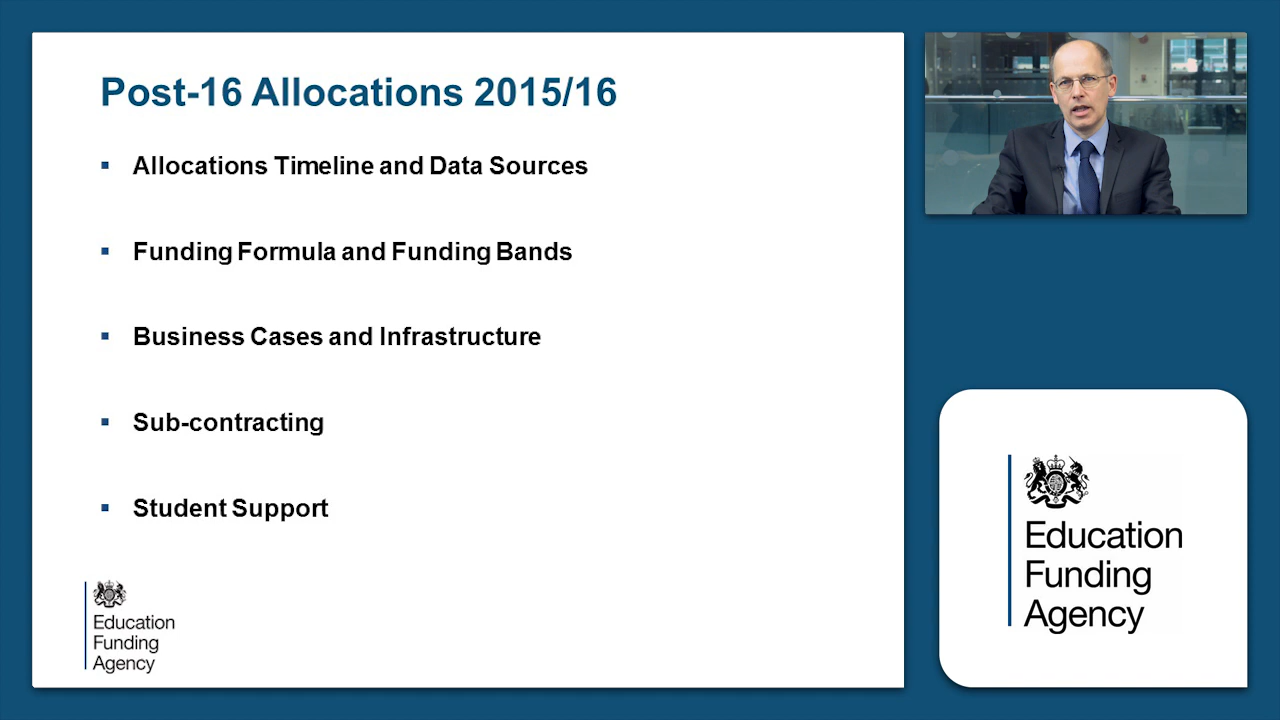 Post-16 Allocations 2015/16
Allocations Timeline and Data Sources
Funding Formula and Funding Bands
Business Cases and Infrastructure
Sub-contracting
Student Support
Education
Funding
Agency
Education
Funding
Agency